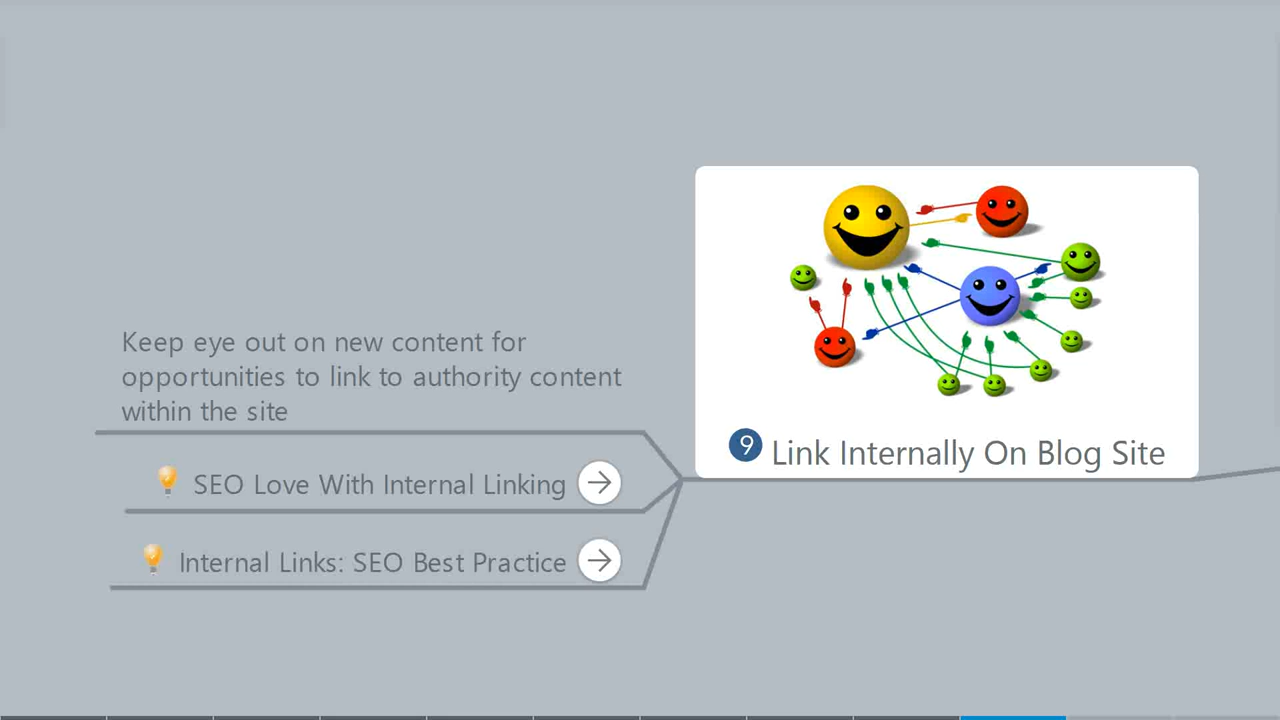 Keep eye out on new content for
opportunities to link to authority content
within the site
SEO Love With Internal Linking
Internal Links: SEO Best Practice
9 Link Internally On Blog Site